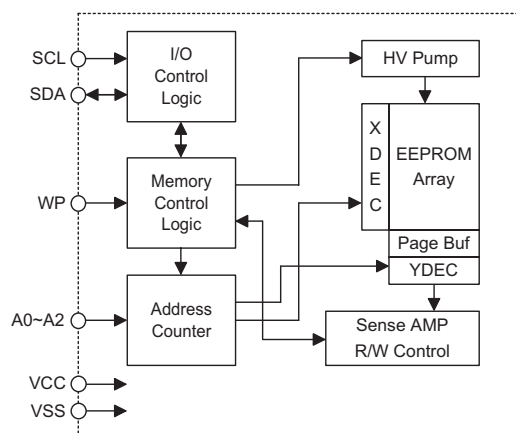 SCL
SDA
I/O
Control
Logic
HV Pump
X
D
E
C
EEPROM
Array
WP
Memory
Control
Logic
Page Buf
YDEC
A0~A2
Address
Counter
Sense AMP
R/W Control
VCC
VSS